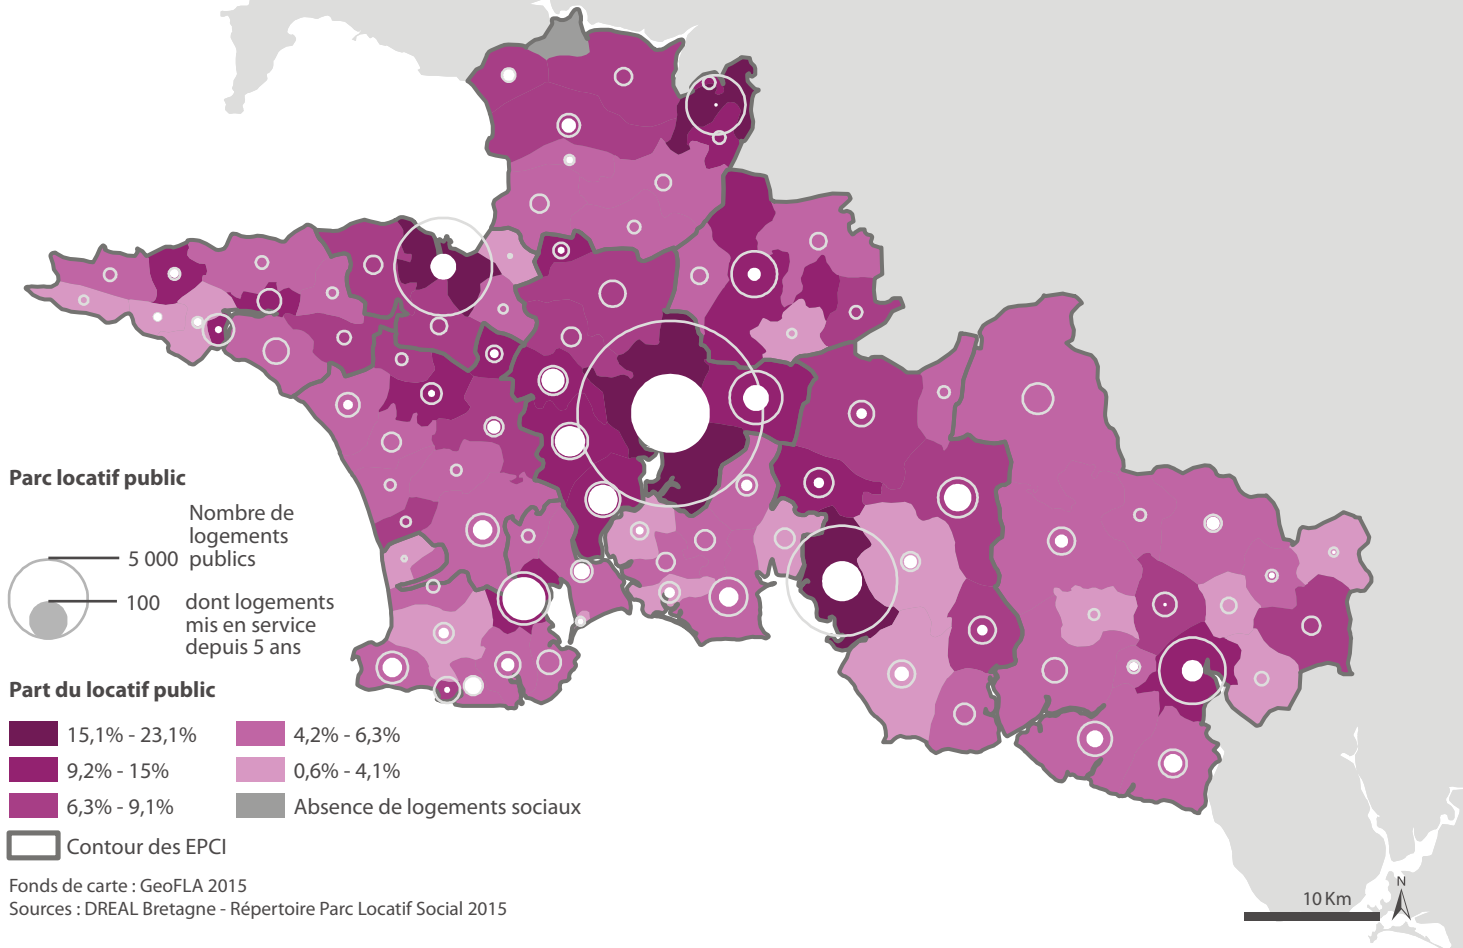 Parc locatif public
Nombre de
logements
publics
5 000
100
dont logements
mis en service
depuis 5 ans
Part du locatif public
15,1% - 23,1%
9,2% - 15%
6,3% - 9,1%
4,2% - 6,3%
0,6% - 4,1%
Absence de logements sociaux
Contour des EPCI
Fonds de carte : GeoFLA 2015
Sources : DREAL Bretagne - Répertoire Parc Locatif Social 2015
10 Km
N